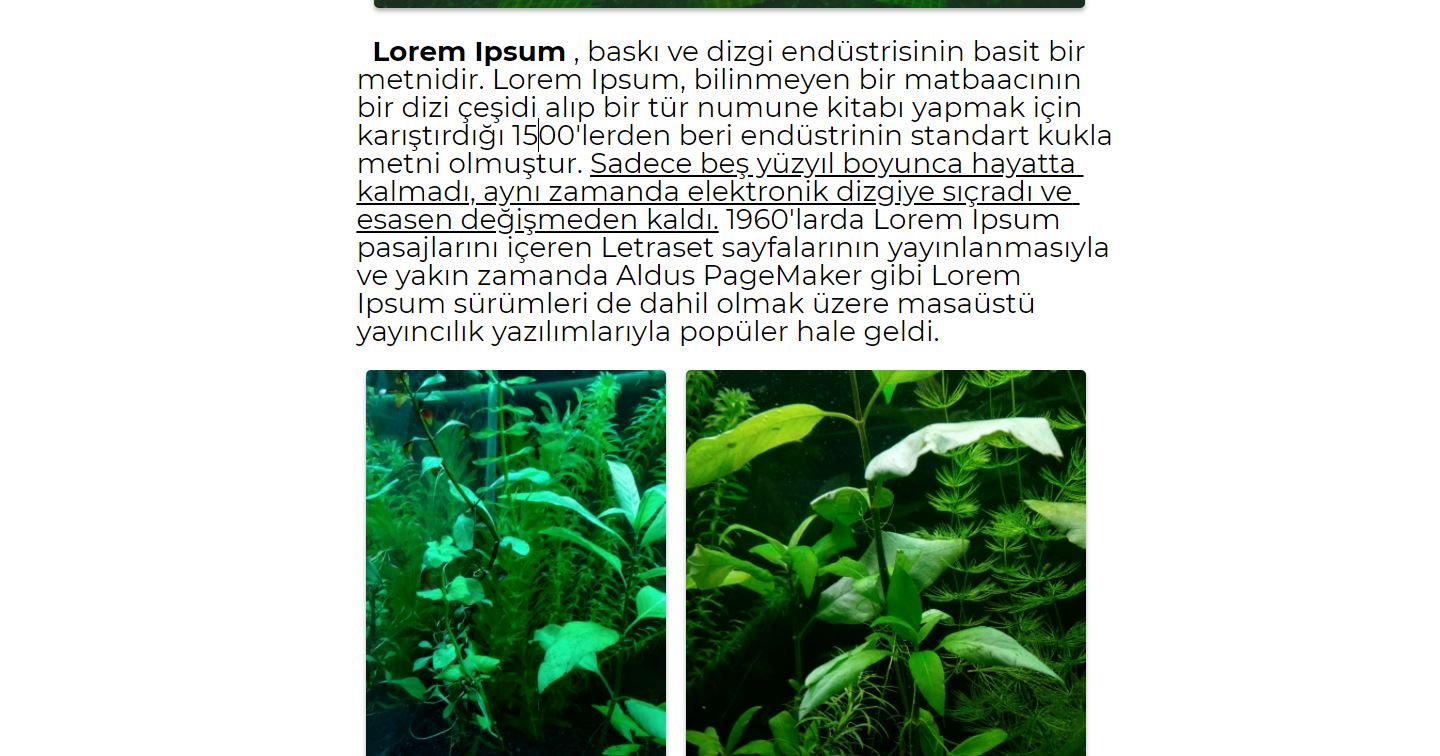 Lorem Ipsum , baskı ve dizgi endüstrisinin basit bir
metnidir. Lorem Ipsum, bilinmeyen bir matbaacının
bir dizi çeşidi alıp bir tür numune kitabı yapmak için
karıştırdığı 1500'lerden beri endüstrinin standart kukla
metni olmuştur. Sadece beş yüzyıl boyunca hayatta
kalmadı, aynı zamanda elektronik dizgiye sıçradı ve
esasen değişmeden kaldı. 1960'larda Lorem Ipsum
pasajlarını içeren Letraset sayfalarının yayınlanmasıyla
ve yakın zamanda Aldus PageMaker gibi Lorem
Ipsum sürümleri de dahil olmak üzere masaüstü
yayıncılık yazılımlarıyla popüler hale geldi.